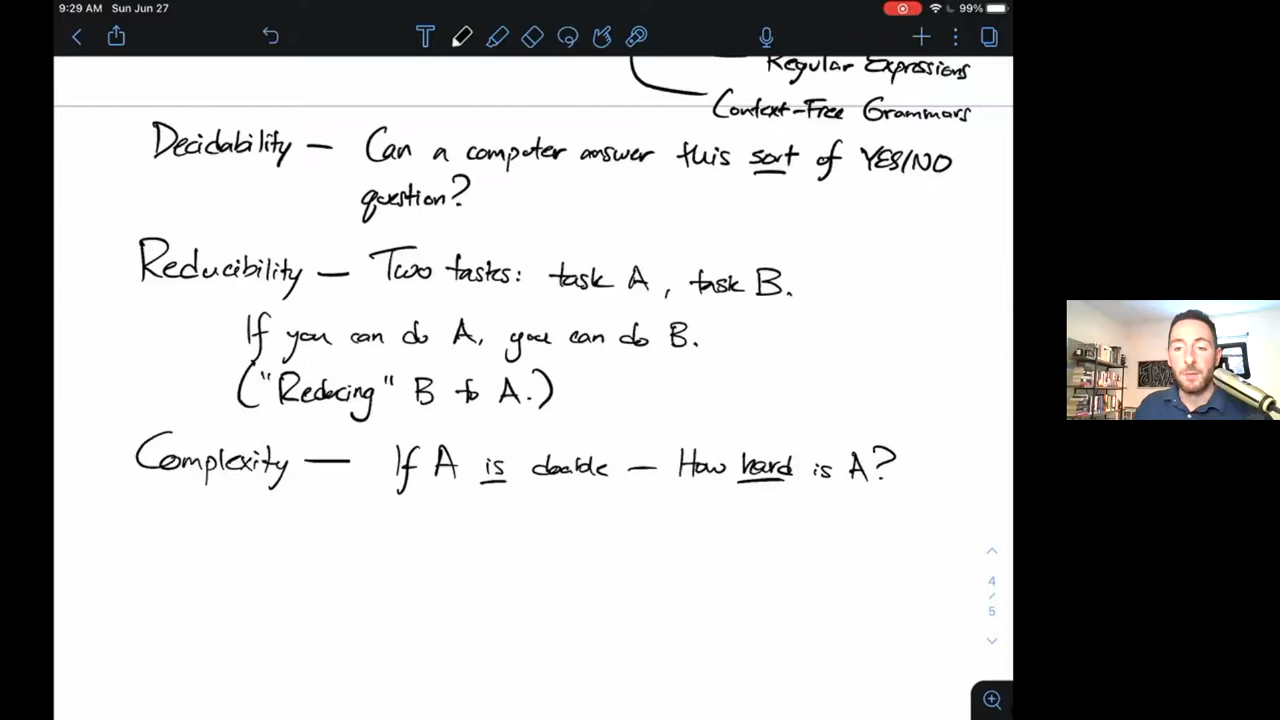 9:29 AM Sun Jun 27
99%
Regular Expressions
Context-Free Grammars
Decidability — Can a computer answer this sort of YES/NO
question?
Reducibility — Two tasks: task A, task B.
If you can do A, you can do B.
("Reducing" B to A.)
Complexity — If A is doable — How hard is A?
4
/
5